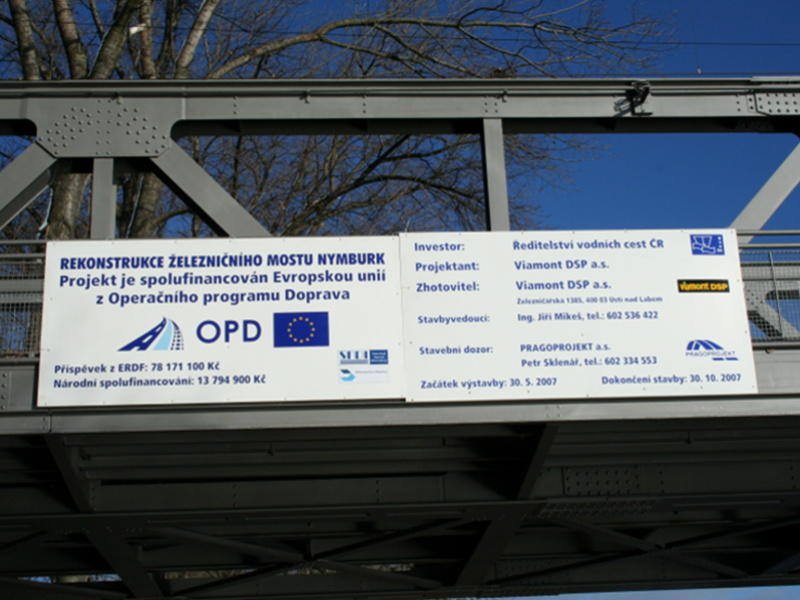 REKONSTRUKCE ŽELEZNIČNÍHO MOSTU NYMBURK
Projekt je spolufinancován Evropskou unií
z Operačního programu Doprava
OPD
Příspěvek z ERDF: 78 171 100 Kč
Národní spolufinancování: 13 794 900 Kč
Investor: Ředitelství vodních cest ČR
Projektant: Viamont DSP a.s.
Zhotovitel: Viamont DSP a.s.
Železničářská 1385, 400 03 Ústí nad Labem
Stavbyvedoucí: Ing. Jiří Mikeš, tel.: 602 536 422
Stavební dozor: PRAGOPROJEKT a.s.
Petr Sklenář, tel.: 602 334 553
Začátek výstavby: 30. 5. 2007 Dokončení stavby: 30. 10. 2007
viamont DSP
PRAGOPROJEKT